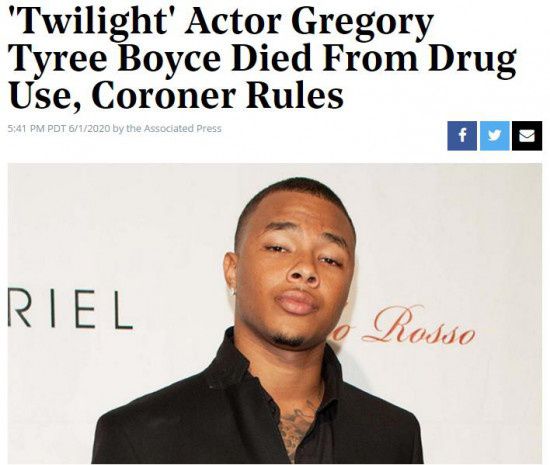 'Twilight' Actor Gregory
Tyree Boyce Died From Drug
Use, Coroner Rules
5:41 PM PDT 6/1/2020 by the Associated Press
f
RIEL
o Rosso